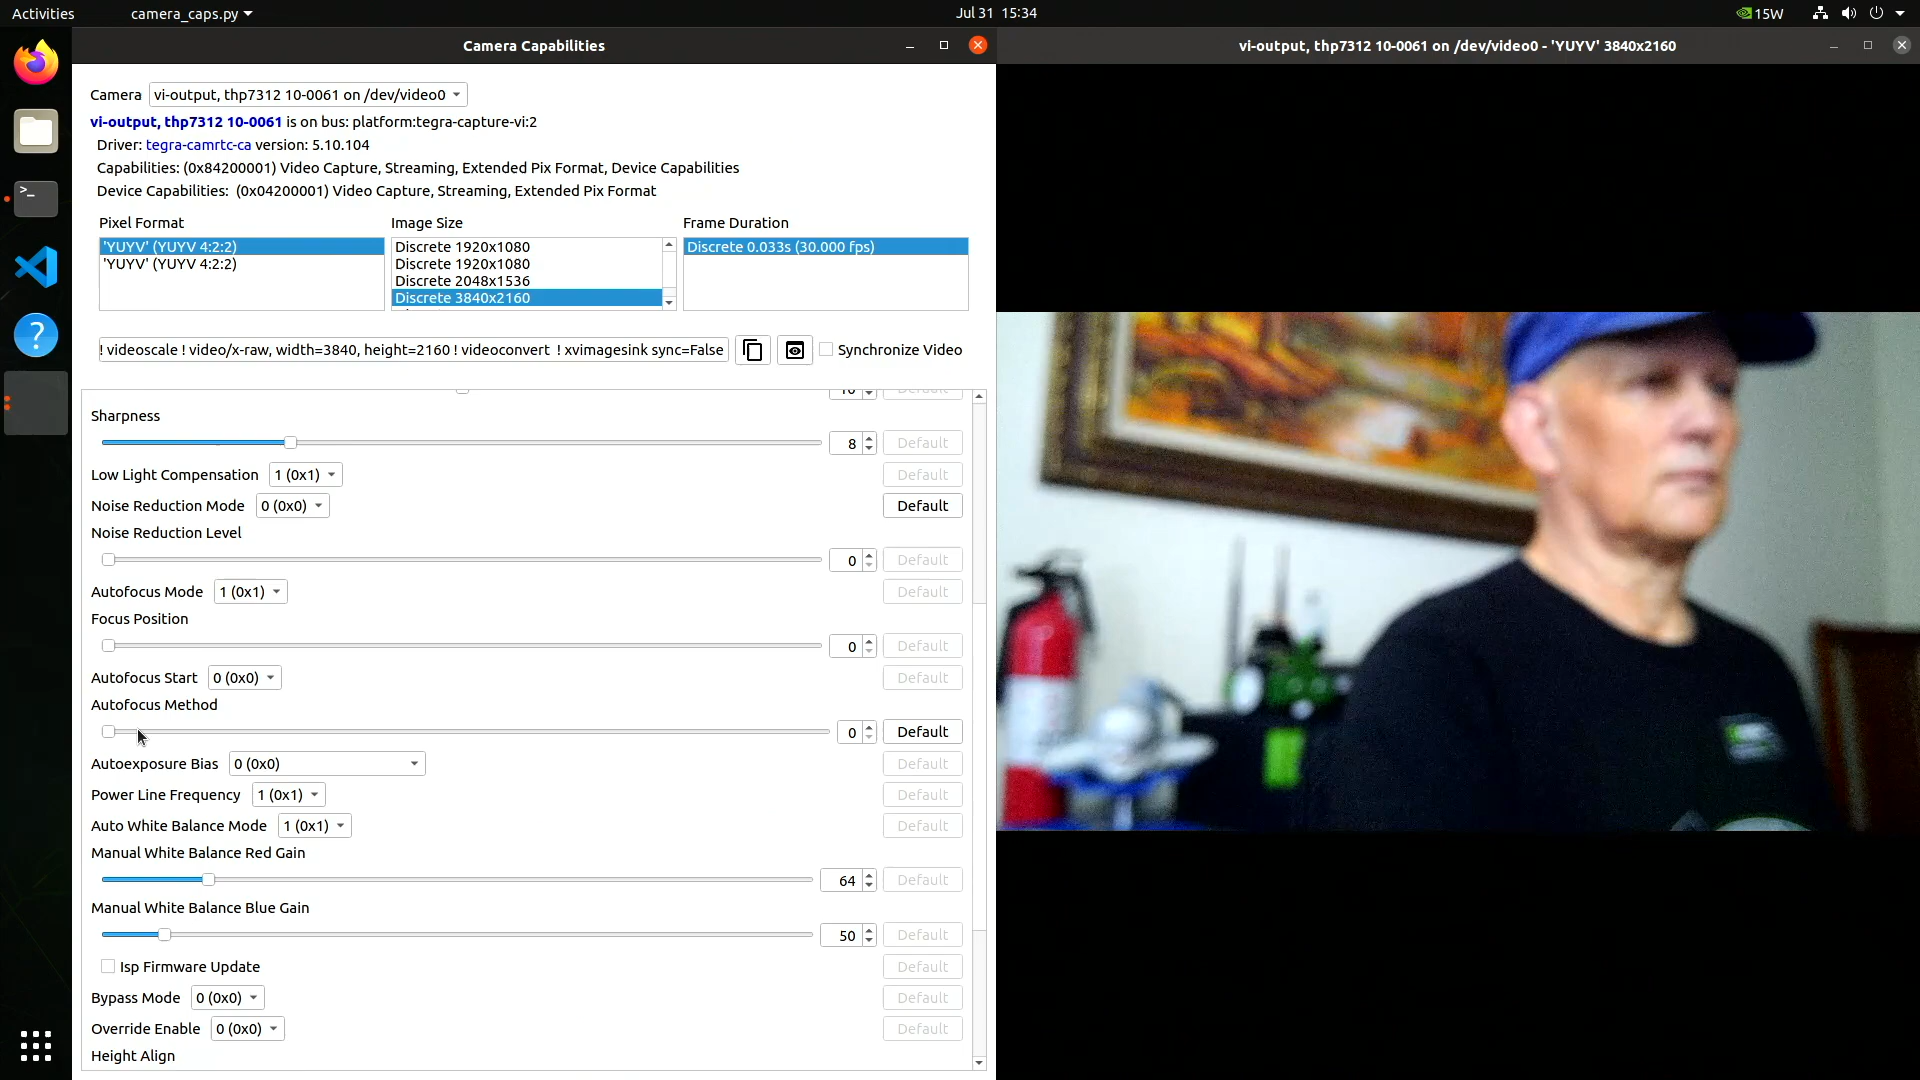 Activities
camera_caps.py
Jul 31 15:34
15W
Camera Capabilities
vi-output, thp7312 10-0061 on /dev/video0 - 'YUYV' 3840x2160
Camera vi-output, thp7312 10-0061 on /dev/video0
vi-output, thp7312 10-0061 is on bus: platform:tegra-capture-vi:2
Driver: tegra-camrtc-ca version: 5.10.104
Capabilities: (0x84200001) Video Capture, Streaming, Extended Pix Format, Device Capabilities
Device Capabilities: (0x04200001) Video Capture, Streaming, Extended Pix Format
Pixel Format Image Size Frame Duration
'YUYV' (YUYV 4:2:2) Discrete 1920x1080 Discrete 0.033s (30.000 fps)
'YUYV' (YUYV 4:2:2) Discrete 1920x1080
Discrete 2048x1536
Discrete 3840x2160
! videoscale ! video/x-raw, width=3840, height=2160 ! videoconvert ! xvimagesink sync=False Synchronize Video
Sharpness
8 Default
Low Light Compensation 1 (0x1) Default
Noise Reduction Mode 0 (0x0) Default
Noise Reduction Level
0 Default
Autofocus Mode 1 (0x1) Default
Focus Position
0 Default
Autofocus Start 0 (0x0) Default
Autofocus Method
0 Default
Autoexposure Bias 0 (0x0) Default
Power Line Frequency 1 (0x1) Default
Auto White Balance Mode 1 (0x1) Default
Manual White Balance Red Gain
64 Default
Manual White Balance Blue Gain
50 Default
Isp Firmware Update Default
Bypass Mode 0 (0x0) Default
Override Enable 0 (0x0) Default
Height Align